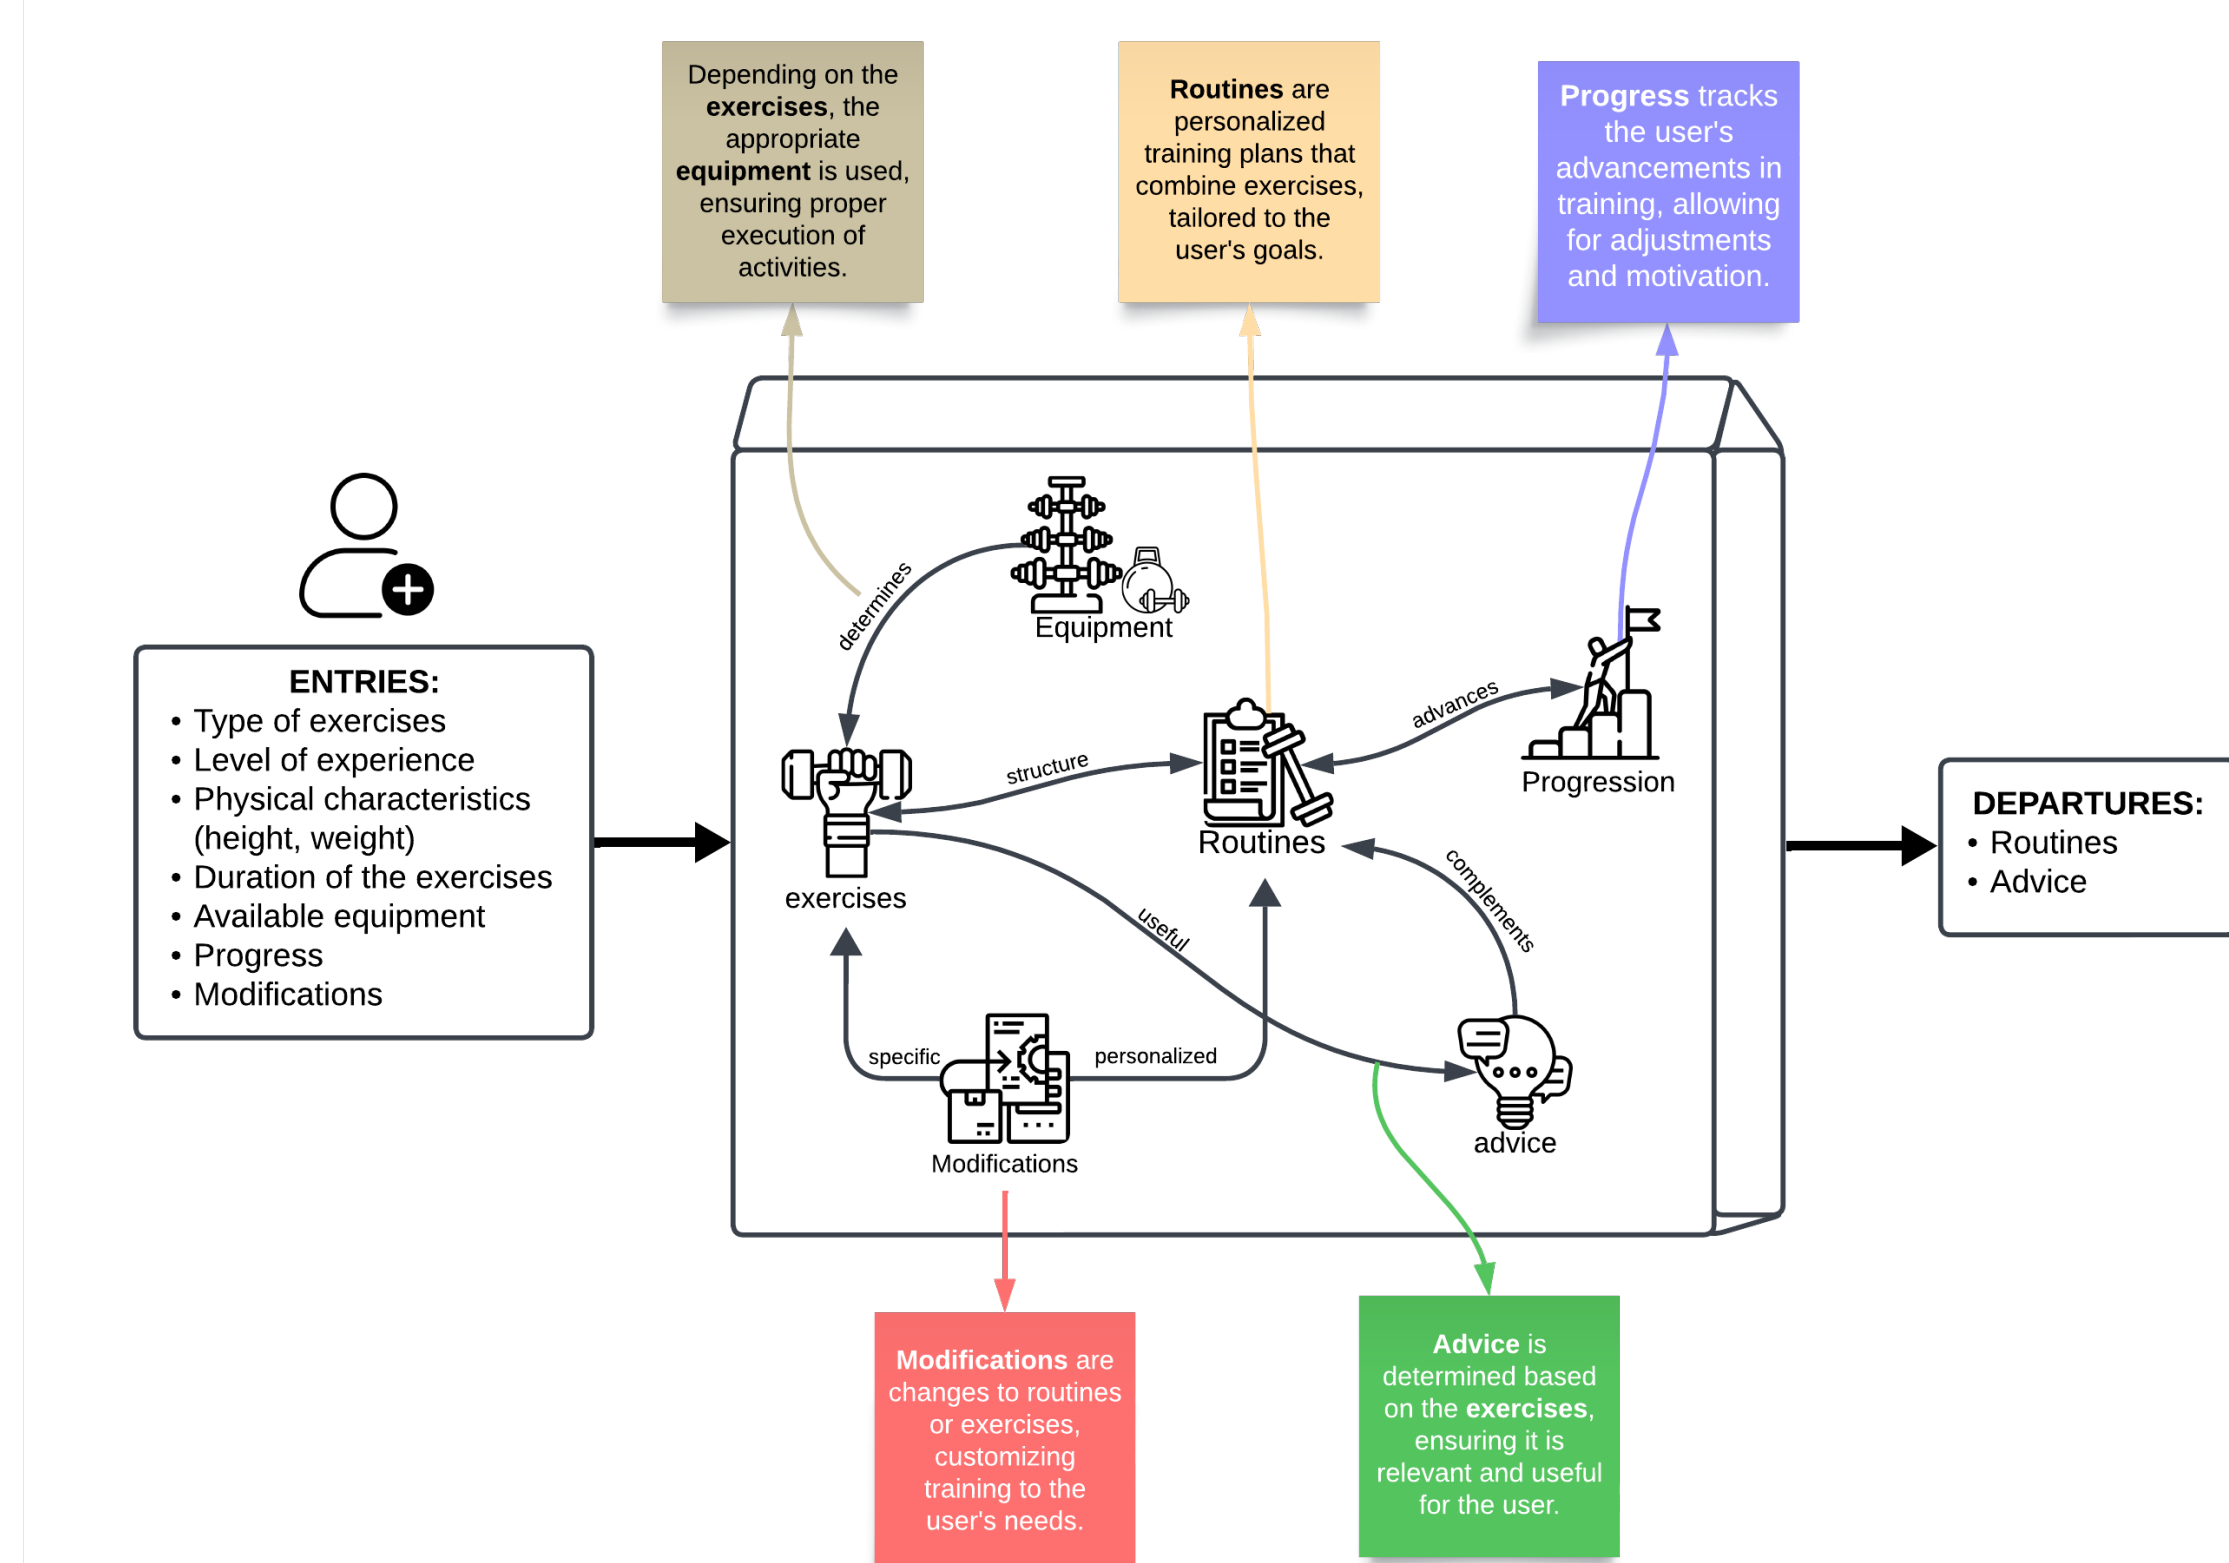 Depending on the
exercises, the
appropriate
equipment is used,
ensuring proper
execution of
activities.
Routines are
personalized
training plans that
combine exercises,
tailored to the
user's goals.
Progress tracks
the user's
advancements in
training, allowing
for adjustments
and motivation.
ENTRIES:
• Type of exercises
• Level of experience
• Physical characteristics
(height, weight)
• Duration of the exercises
• Available equipment
• Progress
• Modifications
determines
Equipment
structure
advances
exercises
Routines
Progression
useful
complements
specific
personalized
Modifications
advice
DEPARTURES:
• Routines
• Advice
Modifications are
changes to routines
or exercises,
customizing
training to the
user's needs.
Advice is
determined based
on the exercises,
ensuring it is
relevant and useful
for the user.